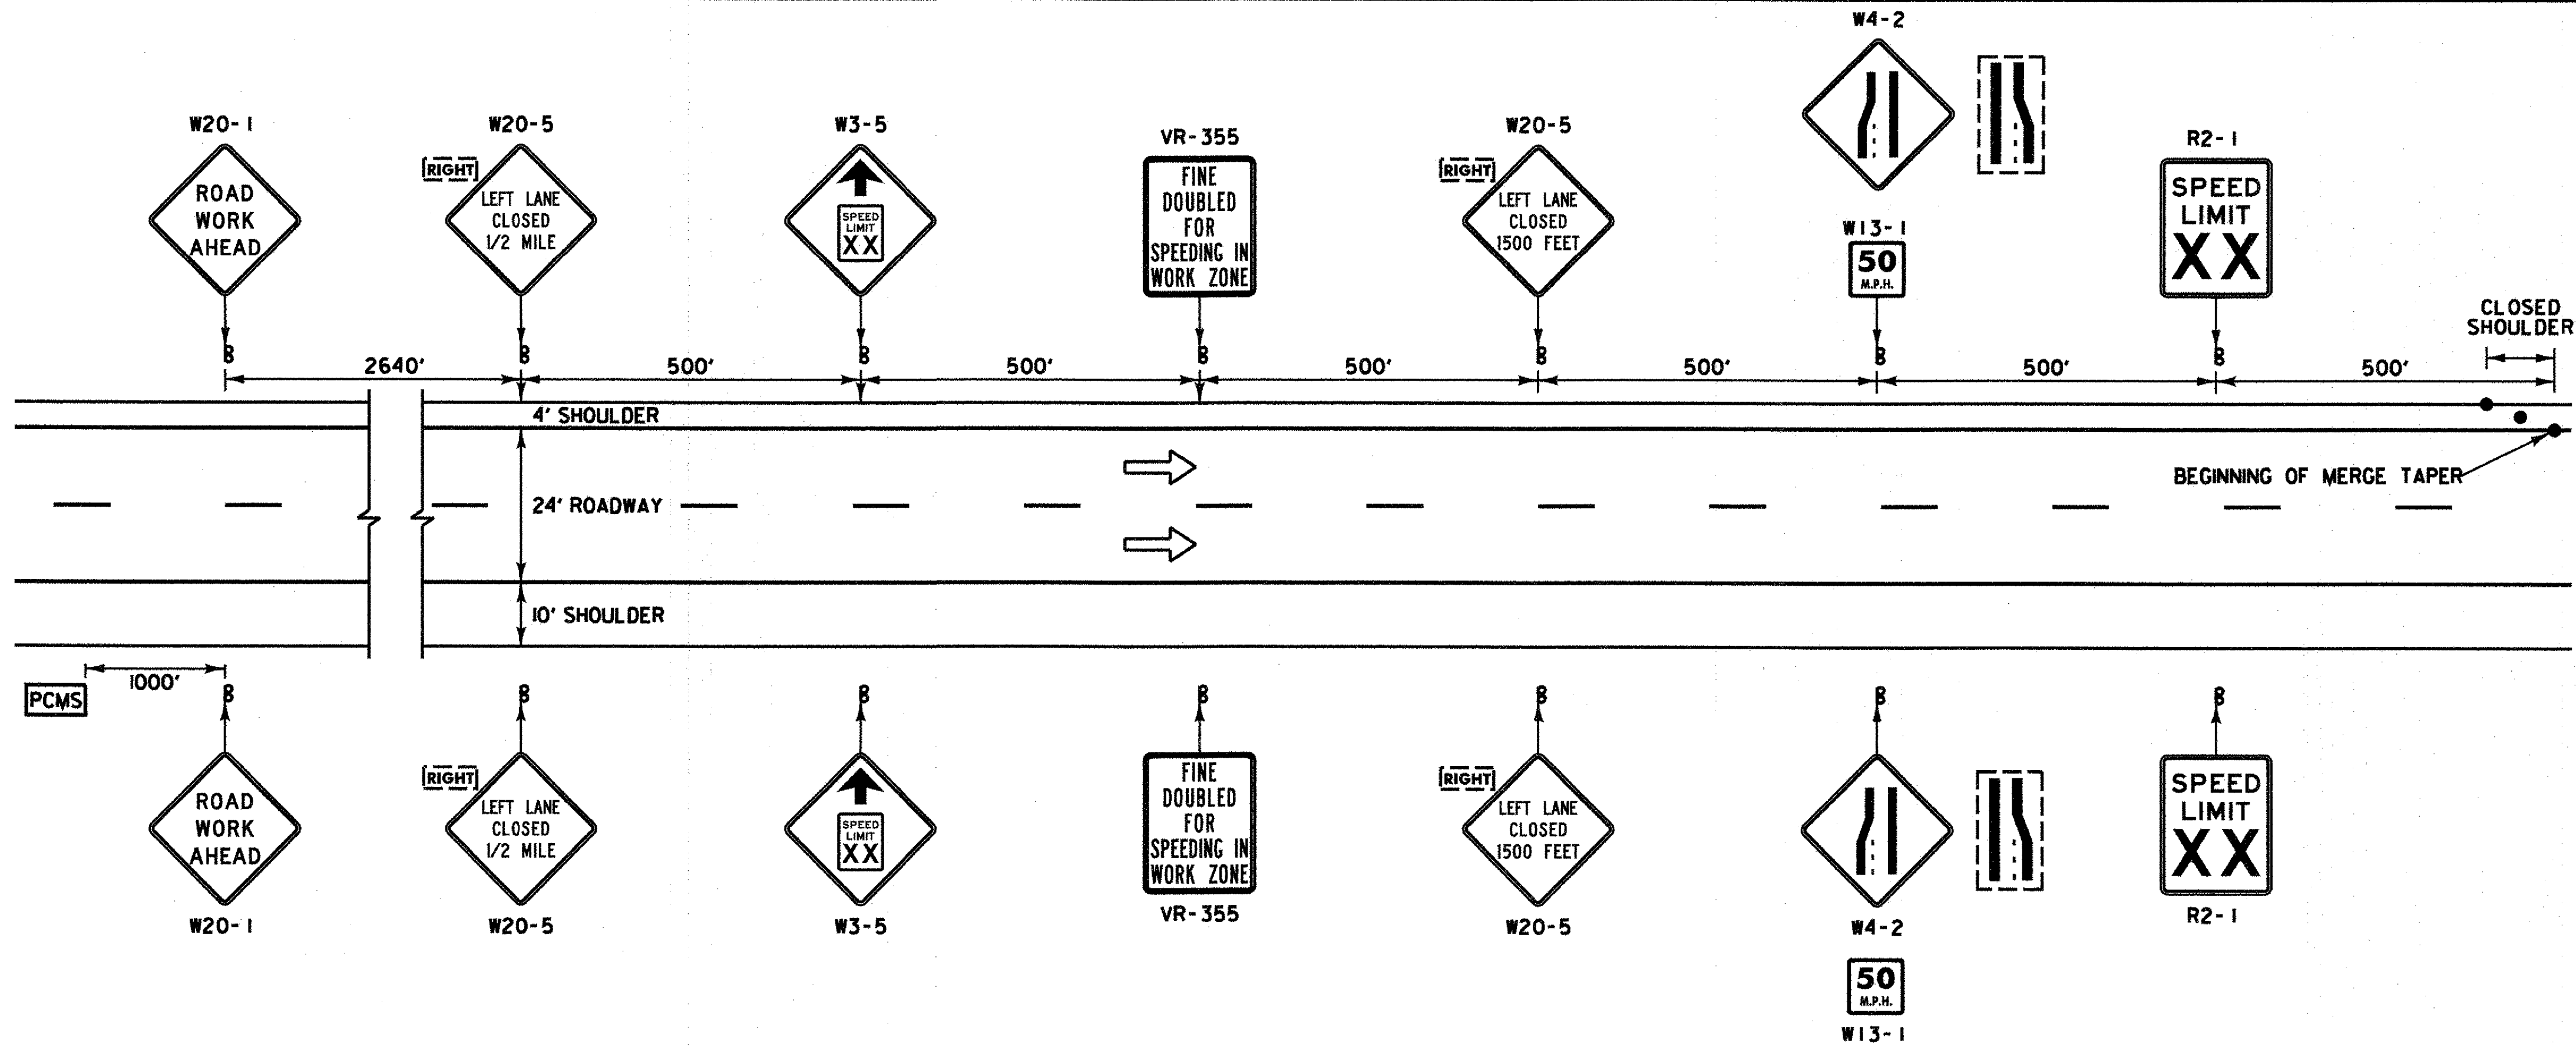 W4-2
W20-1
W20-5
W3-5
VR-355
W20-5
R2-1
ROAD
WORK
AHEAD
[RIGHT]
LEFT LANE
CLOSED
1/2 MILE
SPEED
LIMIT
XX
FINE
DOUBLED
FOR
SPEEDING IN
WORK ZONE
[RIGHT]
LEFT LANE
CLOSED
1500 FEET
W13-1
50
M.P.H.
SPEED
LIMIT
XX
CLOSED
SHOULDER
2640'
500'
500'
500'
500'
500'
500'
4' SHOULDER
BEGINNING OF MERGE TAPER
24' ROADWAY
10' SHOULDER
1000'
PCMS
ROAD
WORK
AHEAD
W20-1
[RIGHT]
LEFT LANE
CLOSED
1/2 MILE
W20-5
SPEED
LIMIT
XX
W3-5
FINE
DOUBLED
FOR
SPEEDING IN
WORK ZONE
VR-355
[RIGHT]
LEFT LANE
CLOSED
1500 FEET
W20-5
W4-2
50
M.P.H.
W13-1
SPEED
LIMIT
XX
R2-1